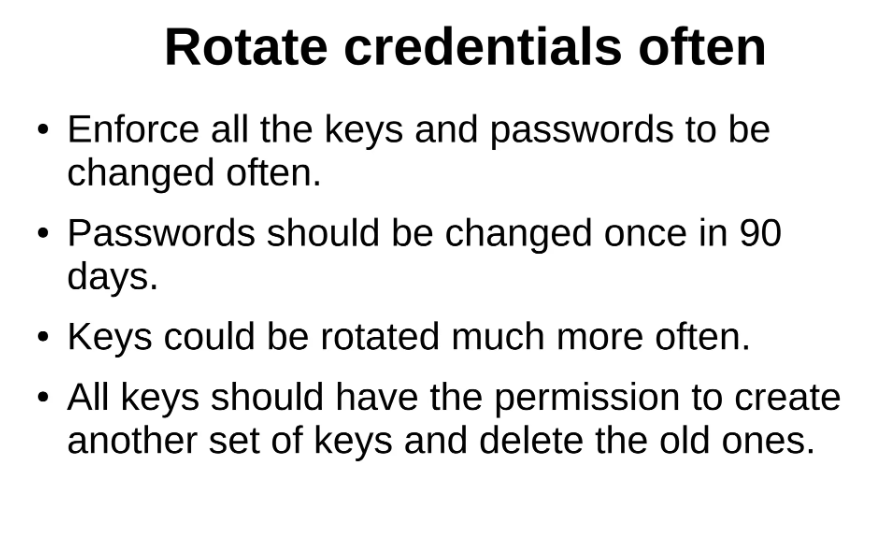 Rotate credentials often
• Enforce all the keys and passwords to be
changed often.
• Passwords should be changed once in 90
days.
• Keys could be rotated much more often.
• All keys should have the permission to create
another set of keys and delete the old ones.